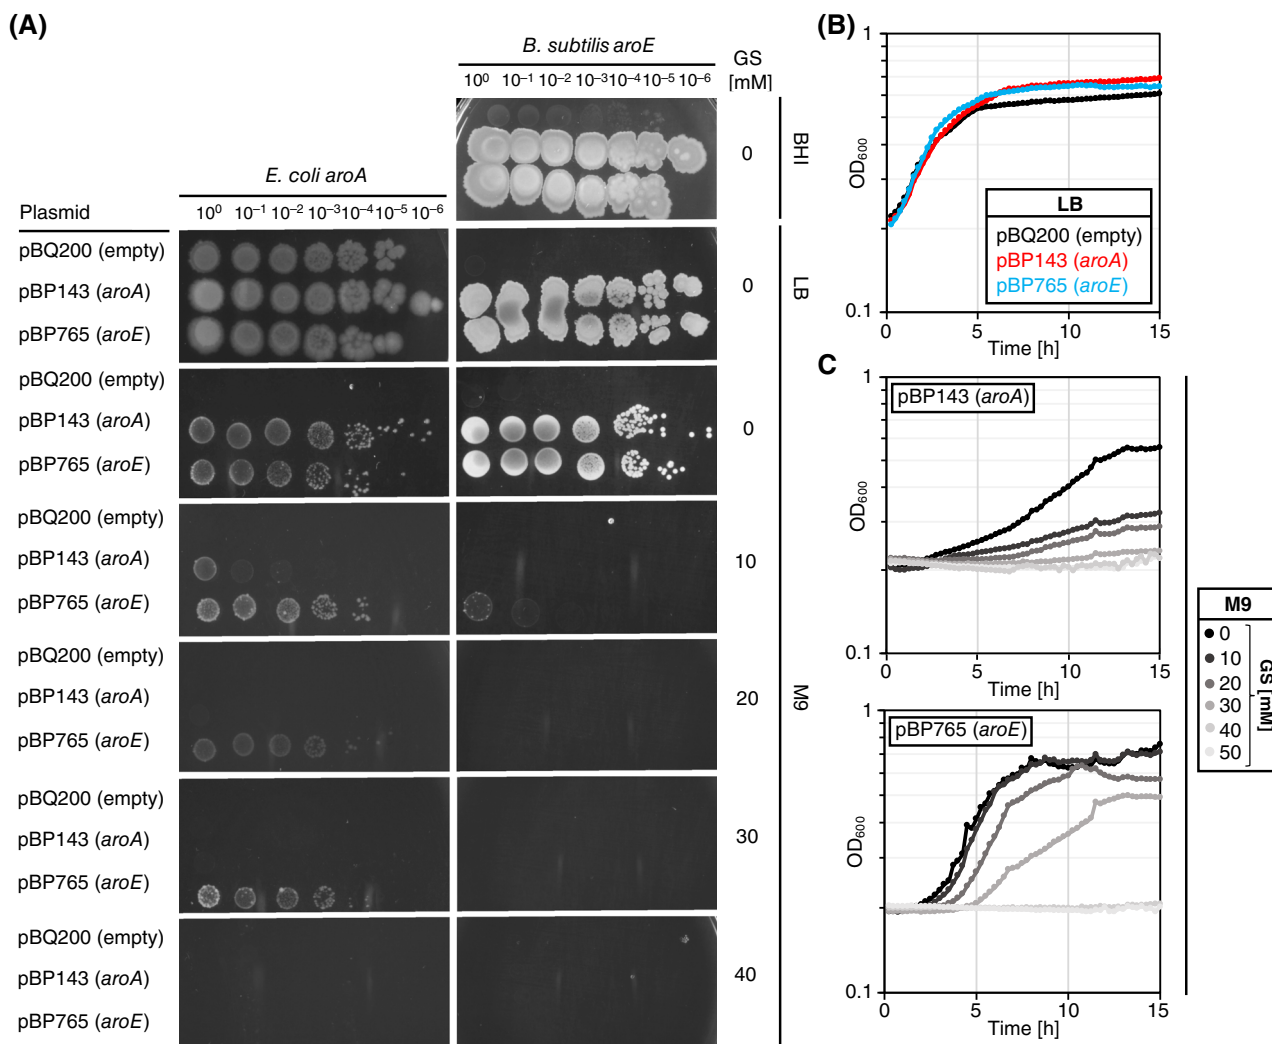 (A)
B. subtilis aroE
GS
[mM]
10⁰ 10⁻¹ 10⁻² 10⁻³ 10⁻⁴ 10⁻⁵ 10⁻⁶
0
BHI
E. coli aroA
Plasmid
10⁰ 10⁻¹ 10⁻² 10⁻³ 10⁻⁴ 10⁻⁵ 10⁻⁶
pBQ200 (empty)
pBP143 (aroA)
pBP765 (aroE)
0
LB
pBQ200 (empty)
pBP143 (aroA)
pBP765 (aroE)
0
pBQ200 (empty)
pBP143 (aroA)
pBP765 (aroE)
10
pBQ200 (empty)
pBP143 (aroA)
pBP765 (aroE)
20
M9
pBQ200 (empty)
pBP143 (aroA)
pBP765 (aroE)
30
pBQ200 (empty)
pBP143 (aroA)
pBP765 (aroE)
40
(B)
1
OD₆₀₀
0.1
0 5 10 15
Time [h]
LB
pBQ200 (empty)
pBP143 (aroA)
pBP765 (aroE)
C
1
pBP143 (aroA)
OD₆₀₀
0.1
0 5 10 15
Time [h]
1
pBP765 (aroE)
OD₆₀₀
0.1
0 5 10 15
Time [h]
M9
0
10
20
30
40
50
GS [mM]